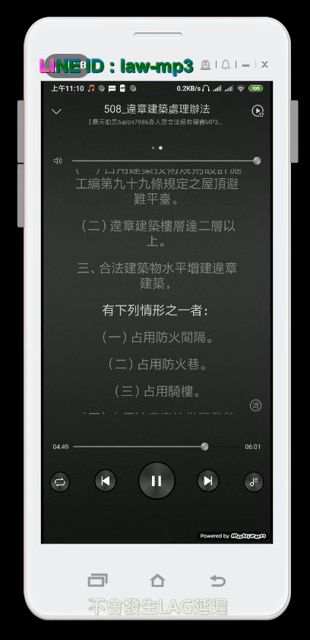 LINE ID：law-mp3
上午11:10
0.2KB/s
508_違章建築處理辦法
工編第九十九條規定之屋頂避
難平臺。
（二）違章建築樓層達二層以
上。
三、合法建築物水平增建違章
建築，
有下列情形之一者：
（一）占用防火間隔。
（二）占用防火巷。
（三）占用騎樓。
詞
04:49
06:01
Powered by
不會發生LAG延遲